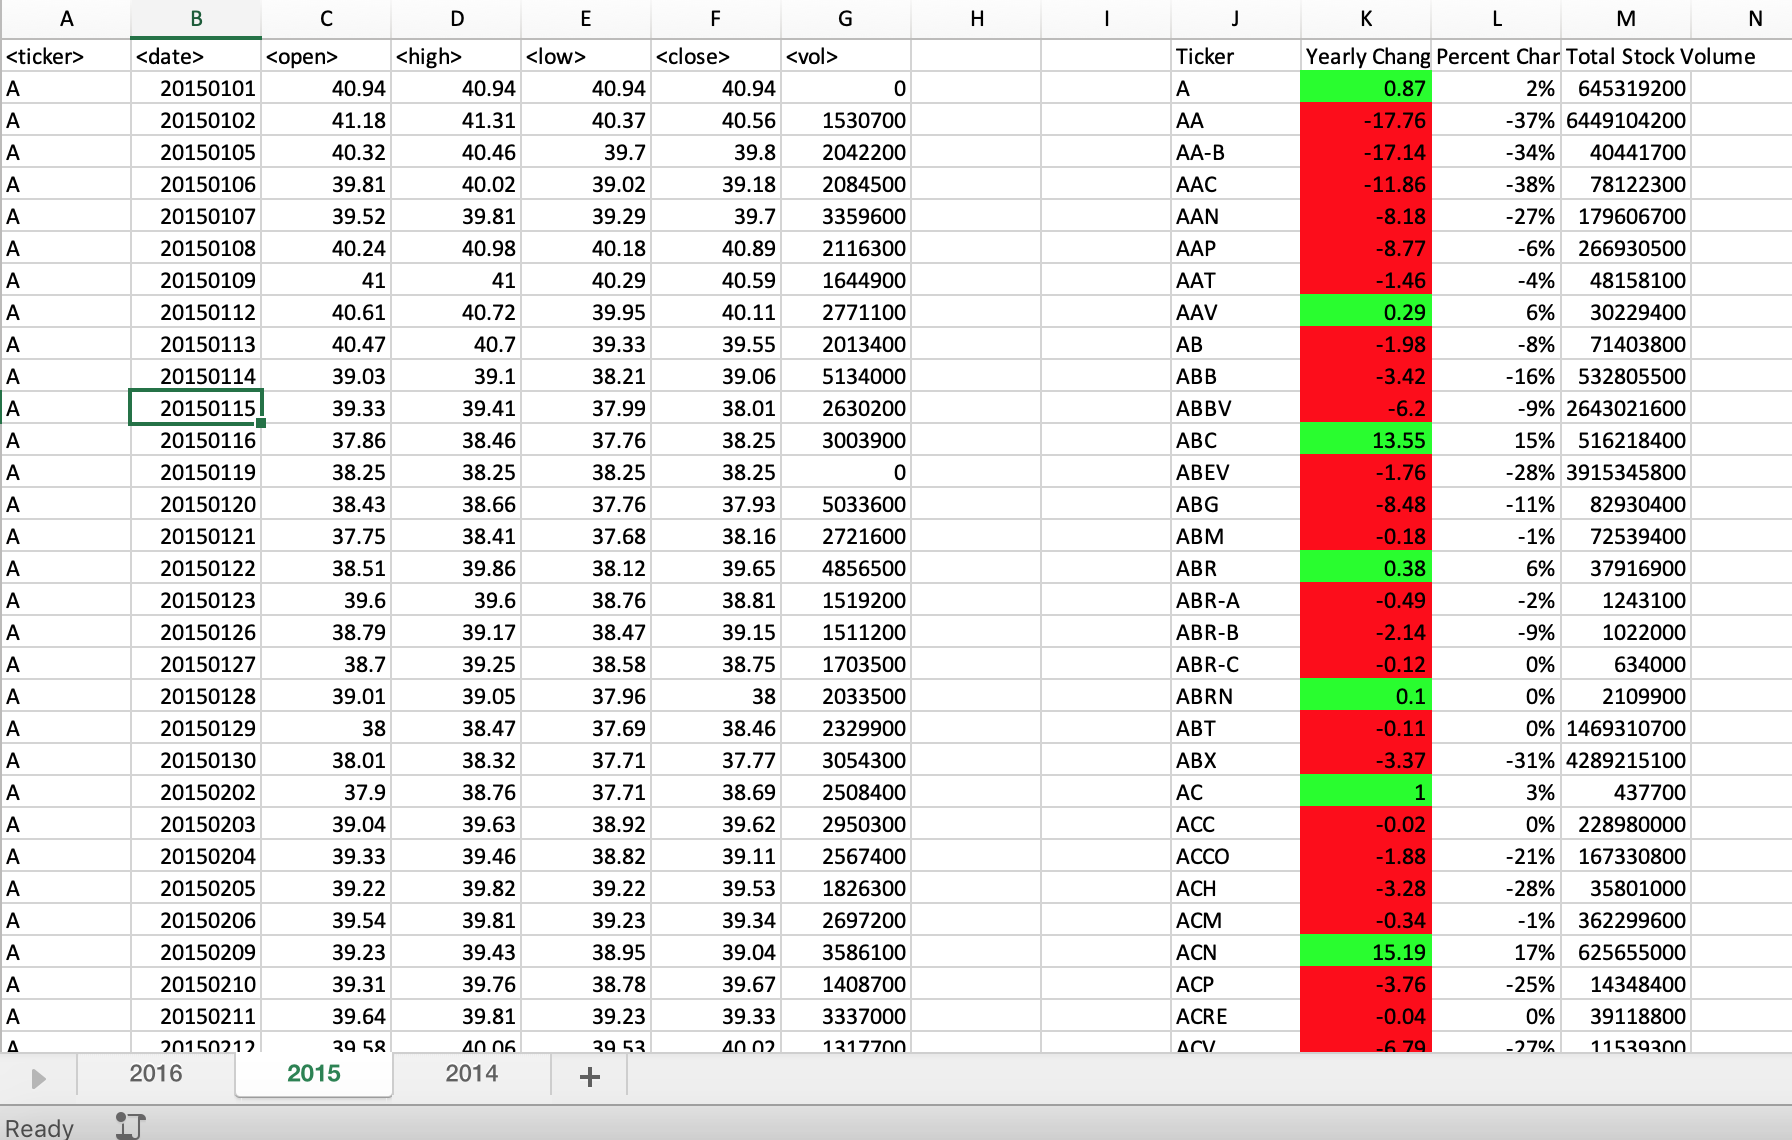 A B C D E F G H I J K L M N
<ticker> <date> <open> <high> <low> <close> <vol> Ticker Yearly Chang Percent Char Total Stock Volume
A 20150101 40.94 40.94 40.94 40.94 0 A 0.87 2% 645319200
A 20150102 41.18 41.31 40.37 40.56 1530700 AA -17.76 -37% 6449104200
A 20150105 40.32 40.46 39.7 39.8 2042200 AA-B -17.14 -34% 40441700
A 20150106 39.81 40.02 39.02 39.18 2084500 AAC -11.86 -38% 78122300
A 20150107 39.52 39.81 39.29 39.7 3359600 AAN -8.18 -27% 179606700
A 20150108 40.24 40.98 40.18 40.89 2116300 AAP -8.77 -6% 266930500
A 20150109 41 41 40.29 40.59 1644900 AAT -1.46 -4% 48158100
A 20150112 40.61 40.72 39.95 40.11 2771100 AAV 0.29 6% 30229400
A 20150113 40.47 40.7 39.33 39.55 2013400 AB -1.98 -8% 71403800
A 20150114 39.03 39.1 38.21 39.06 5134000 ABB -3.42 -16% 532805500
A 20150115 39.33 39.41 37.99 38.01 2630200 ABBV -6.2 -9% 2643021600
A 20150116 37.86 38.46 37.76 38.25 3003900 ABC 13.55 15% 516218400
A 20150119 38.25 38.25 38.25 38.25 0 ABEV -1.76 -28% 3915345800
A 20150120 38.43 38.66 37.76 37.93 5033600 ABG -8.48 -11% 82930400
A 20150121 37.75 38.41 37.68 38.16 2721600 ABM -0.18 -1% 72539400
A 20150122 38.51 39.86 38.12 39.65 4856500 ABR 0.38 6% 37916900
A 20150123 39.6 39.6 38.76 38.81 1519200 ABR-A -0.49 -2% 1243100
A 20150126 38.79 39.17 38.47 39.15 1511200 ABR-B -2.14 -9% 1022000
A 20150127 38.7 39.25 38.58 38.75 1703500 ABR-C -0.12 0% 634000
A 20150128 39.01 39.05 37.96 38 2033500 ABRN 0.1 0% 2109900
A 20150129 38 38.47 37.69 38.46 2329900 ABT -0.11 0% 1469310700
A 20150130 38.01 38.32 37.71 37.77 3054300 ABX -3.37 -31% 4289215100
A 20150202 37.9 38.76 37.71 38.69 2508400 AC 1 3% 437700
A 20150203 39.04 39.63 38.92 39.62 2950300 ACC -0.02 0% 228980000
A 20150204 39.33 39.46 38.82 39.11 2567400 ACCO -1.88 -21% 167330800
A 20150205 39.22 39.82 39.22 39.53 1826300 ACH -3.28 -28% 35801000
A 20150206 39.54 39.81 39.23 39.34 2697200 ACM -0.34 -1% 362299600
A 20150209 39.23 39.43 38.95 39.04 3586100 ACN 15.19 17% 625655000
A 20150210 39.31 39.76 38.78 39.67 1408700 ACP -3.76 -25% 14348400
A 20150211 39.64 39.81 39.23 39.33 3337000 ACRE -0.04 0% 39118800
A 20150212 39.58 40.06 39.53 40.02 1317700 ACV -6.79 -27% 11539300
2016 2015 2014 +
Ready